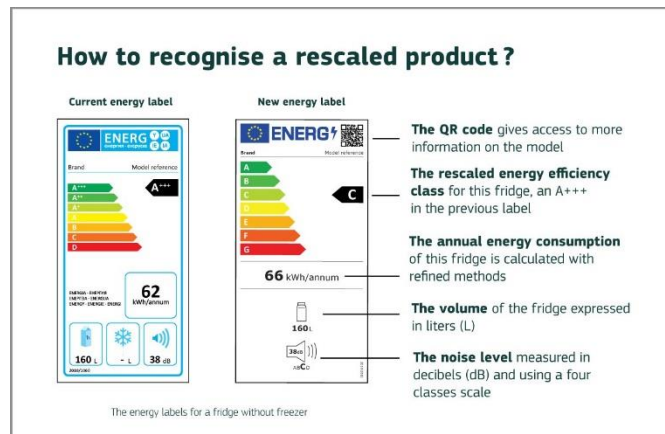 How to recognise a rescaled product?
Current energy label
ENERG
Brand Model reference
A+++
A++
A+
A
B
C
D
A+++
62
kWh/annum
160 L
- L
38 dB
New energy label
ENERG
Brand Model reference
A
B
C
D
E
F
G
C
66 kWh/annum
160 L
38dB
ABCD
The QR code gives access to more
information on the model
The rescaled energy efficiency
class for this fridge, an A+++
in the previous label
The annual energy consumption
of this fridge is calculated with
refined methods
The volume of the fridge expressed
in liters (L)
The noise level measured in
decibels (dB) and using a four
classes scale
The energy labels for a fridge without freezer